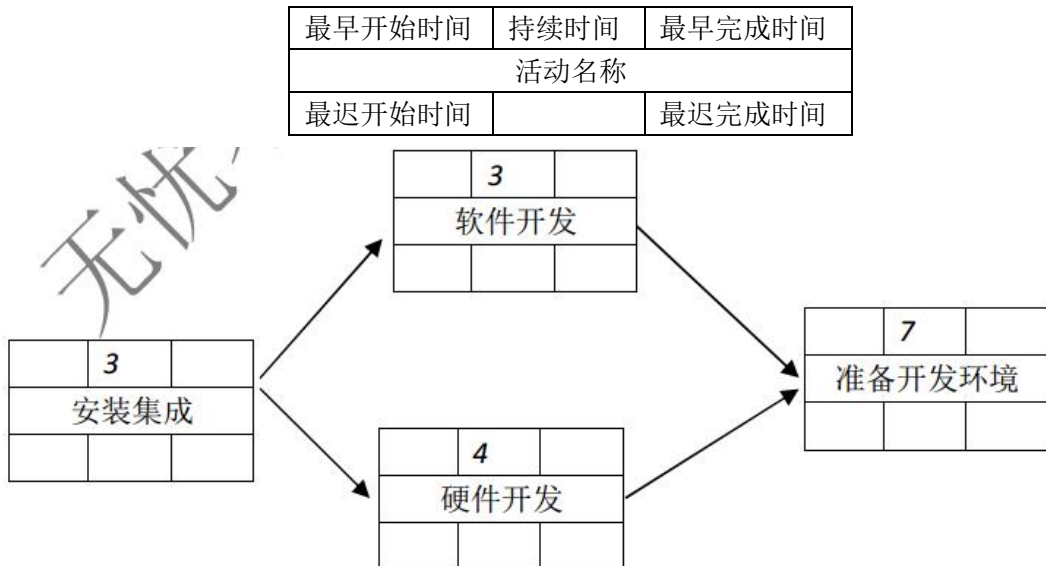 最早开始时间 持续时间 最早完成时间
活动名称
最迟开始时间 最迟完成时间
无忧
3
软件开发
3
安装集成
7
准备开发环境
4
硬件开发